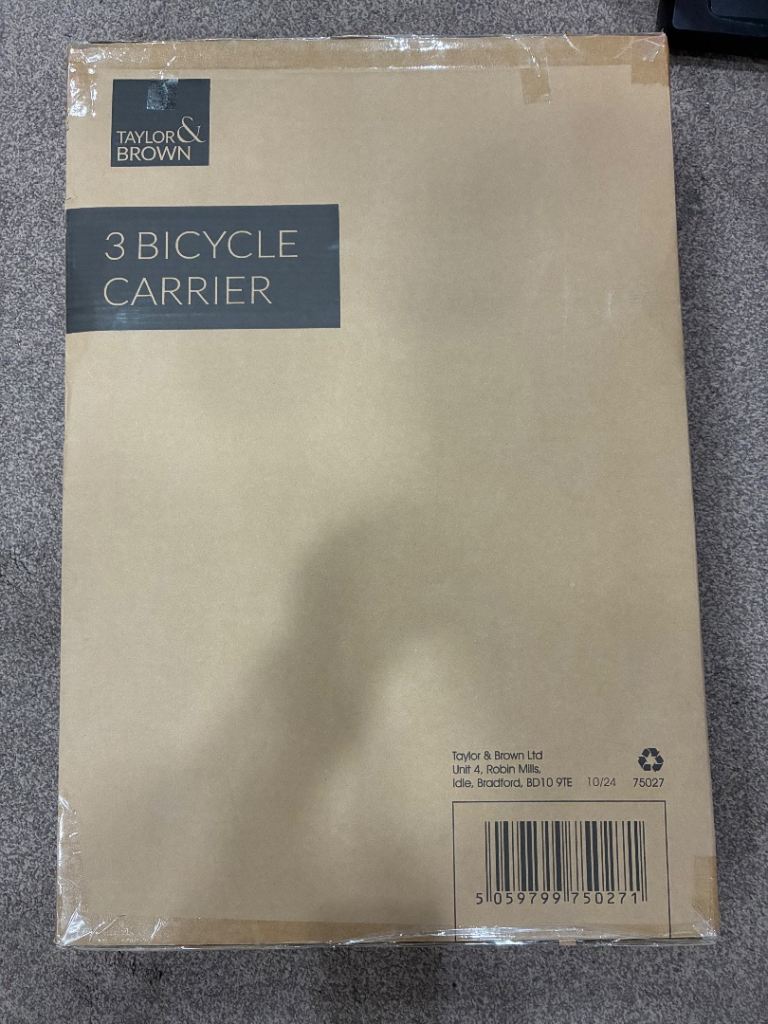 TAYLOR &
BROWN
3 BICYCLE
CARRIER
Taylor & Brown Ltd
Unit 4, Robin Mills,
Idle, Bradford, BD10 9TE 10/24 75027
5 059799 750271